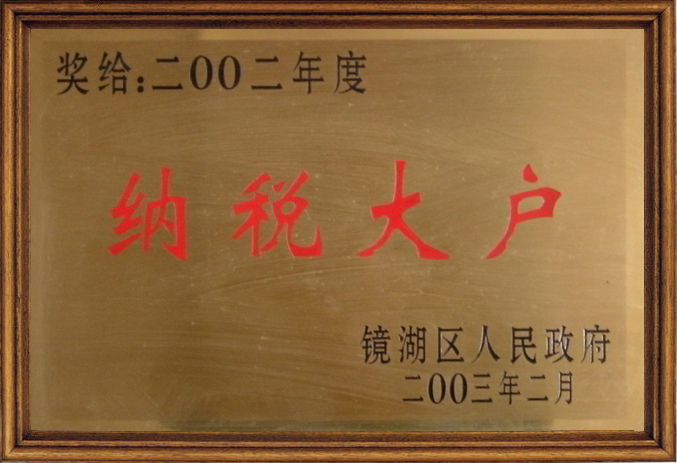 奖给:二00二年度
纳税大户
镜湖区人民政府
二00三年二月